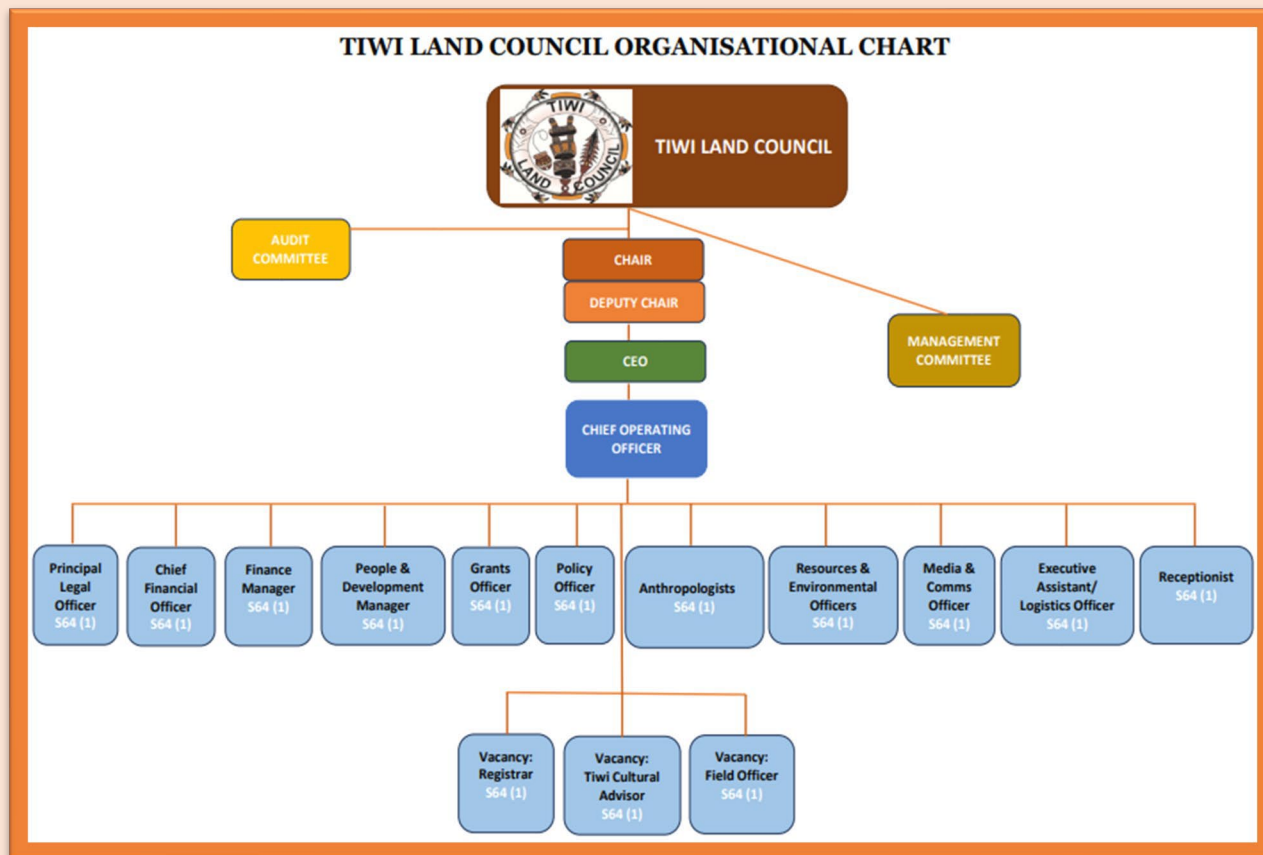 TIWI LAND COUNCIL ORGANISATIONAL CHART
TIWI
LAND COUNCIL
TIWI LAND COUNCIL
AUDIT
COMMITTEE
CHAIR
DEPUTY CHAIR
MANAGEMENT
COMMITTEE
CEO
CHIEF OPERATING
OFFICER
Principal
Legal
Officer
S64 (1)
Chief
Financial
Officer
S64 (1)
Finance
Manager
S64 (1)
People &
Development
Manager
S64 (1)
Grants
Officer
S64 (1)
Policy
Officer
S64 (1)
Anthropologists
S64 (1)
Resources &
Environmental
Officers
S64 (1)
Media &
Comms
Officer
S64 (1)
Executive
Assistant/
Logistics Officer
S64 (1)
Receptionist
S64 (1)
Vacancy:
Registrar
S64 (1)
Vacancy:
Tiwi Cultural
Advisor
S64 (1)
Vacancy:
Field Officer
S64 (1)